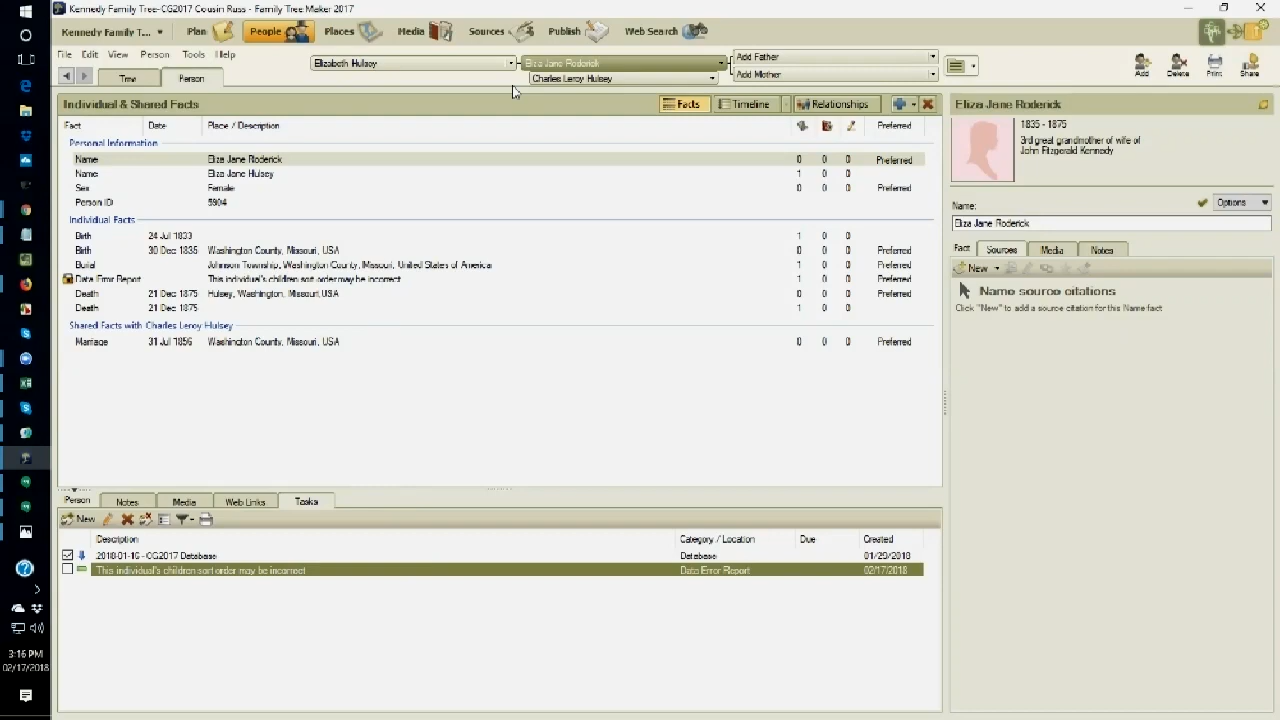 Kennedy Family Tree-CG2017 Cousin Russ - Family Tree Maker 2017
Kennedy Family T... Plan People Places Media Sources Publish Web Search
File Edit View Person Tools Help
Elizabeth Hulsey Eliza Jane Roderick Add Father
Charles Leroy Hulsey Add Mother
Add Delete Print Share
Tree Person
Individual & Shared Facts Facts Timeline Relationships
Fact Date Place / Description Preferred
Personal Information
Name Eliza Jane Roderick 0 0 0 Preferred
Name Eliza Jane Hulsey 1 0 0
Sex Female 0 0 0 Preferred
Person ID 5904
Individual Facts
Birth 24 Jul 1833 1 0 0
Birth 30 Dec 1835 Washington County, Missouri, USA 0 0 0 Preferred
Burial Johnson Township, Washington County, Missouri, United States of America 1 0 0 Preferred
Data Error Report This individual's children sort order may be incorrect 0 0 0 Preferred
Death 21 Dec 1875 Hulsey, Washington, Missouri,USA 1 0 0 Preferred
Death 21 Dec 1875 1 0 0
Shared Facts with Charles Leroy Hulsey
Marriage 31 Jul 1856 Washington County, Missouri, USA 0 0 0 Preferred
Person Notes Media Web Links Tasks
New
Description Category / Location Due Created
2018-01-16 - CG2017 Database Database 01/29/2018
This individual's children sort order may be incorrect Data Error Report 02/17/2018
Eliza Jane Roderick
1835 - 1875
3rd great grandmother of wife of
John Fitzgerald Kennedy
Name: Options
Eliza Jane Roderick
Fact Sources Media Notes
New
Name source citations
Click "New" to add a source citation for this Name fact
3:16 PM
02/17/2018